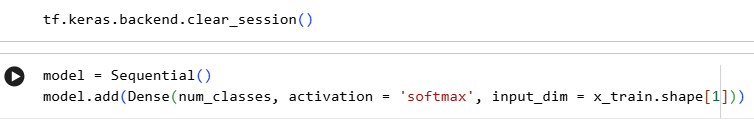 tf.keras.backend.clear_session()
model = Sequential()
model.add(Dense(num_classes, activation = 'softmax', input_dim = x_train.shape[1]))